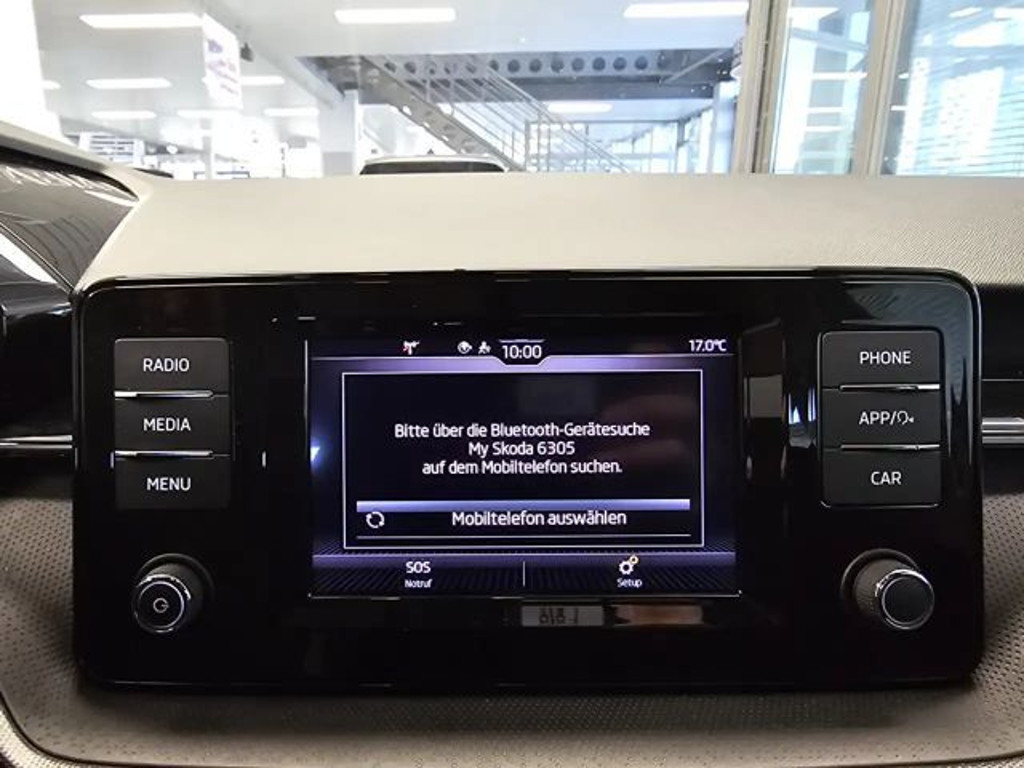 10:00
17.0°C
RADIO
MEDIA
MENU
Bitte über die Bluetooth-Gerätesuche
My Skoda 6305
auf dem Mobiltelefon suchen.
Mobiltelefon auswählen
SOS
Notruf
Setup
PHONE
APP/
CAR